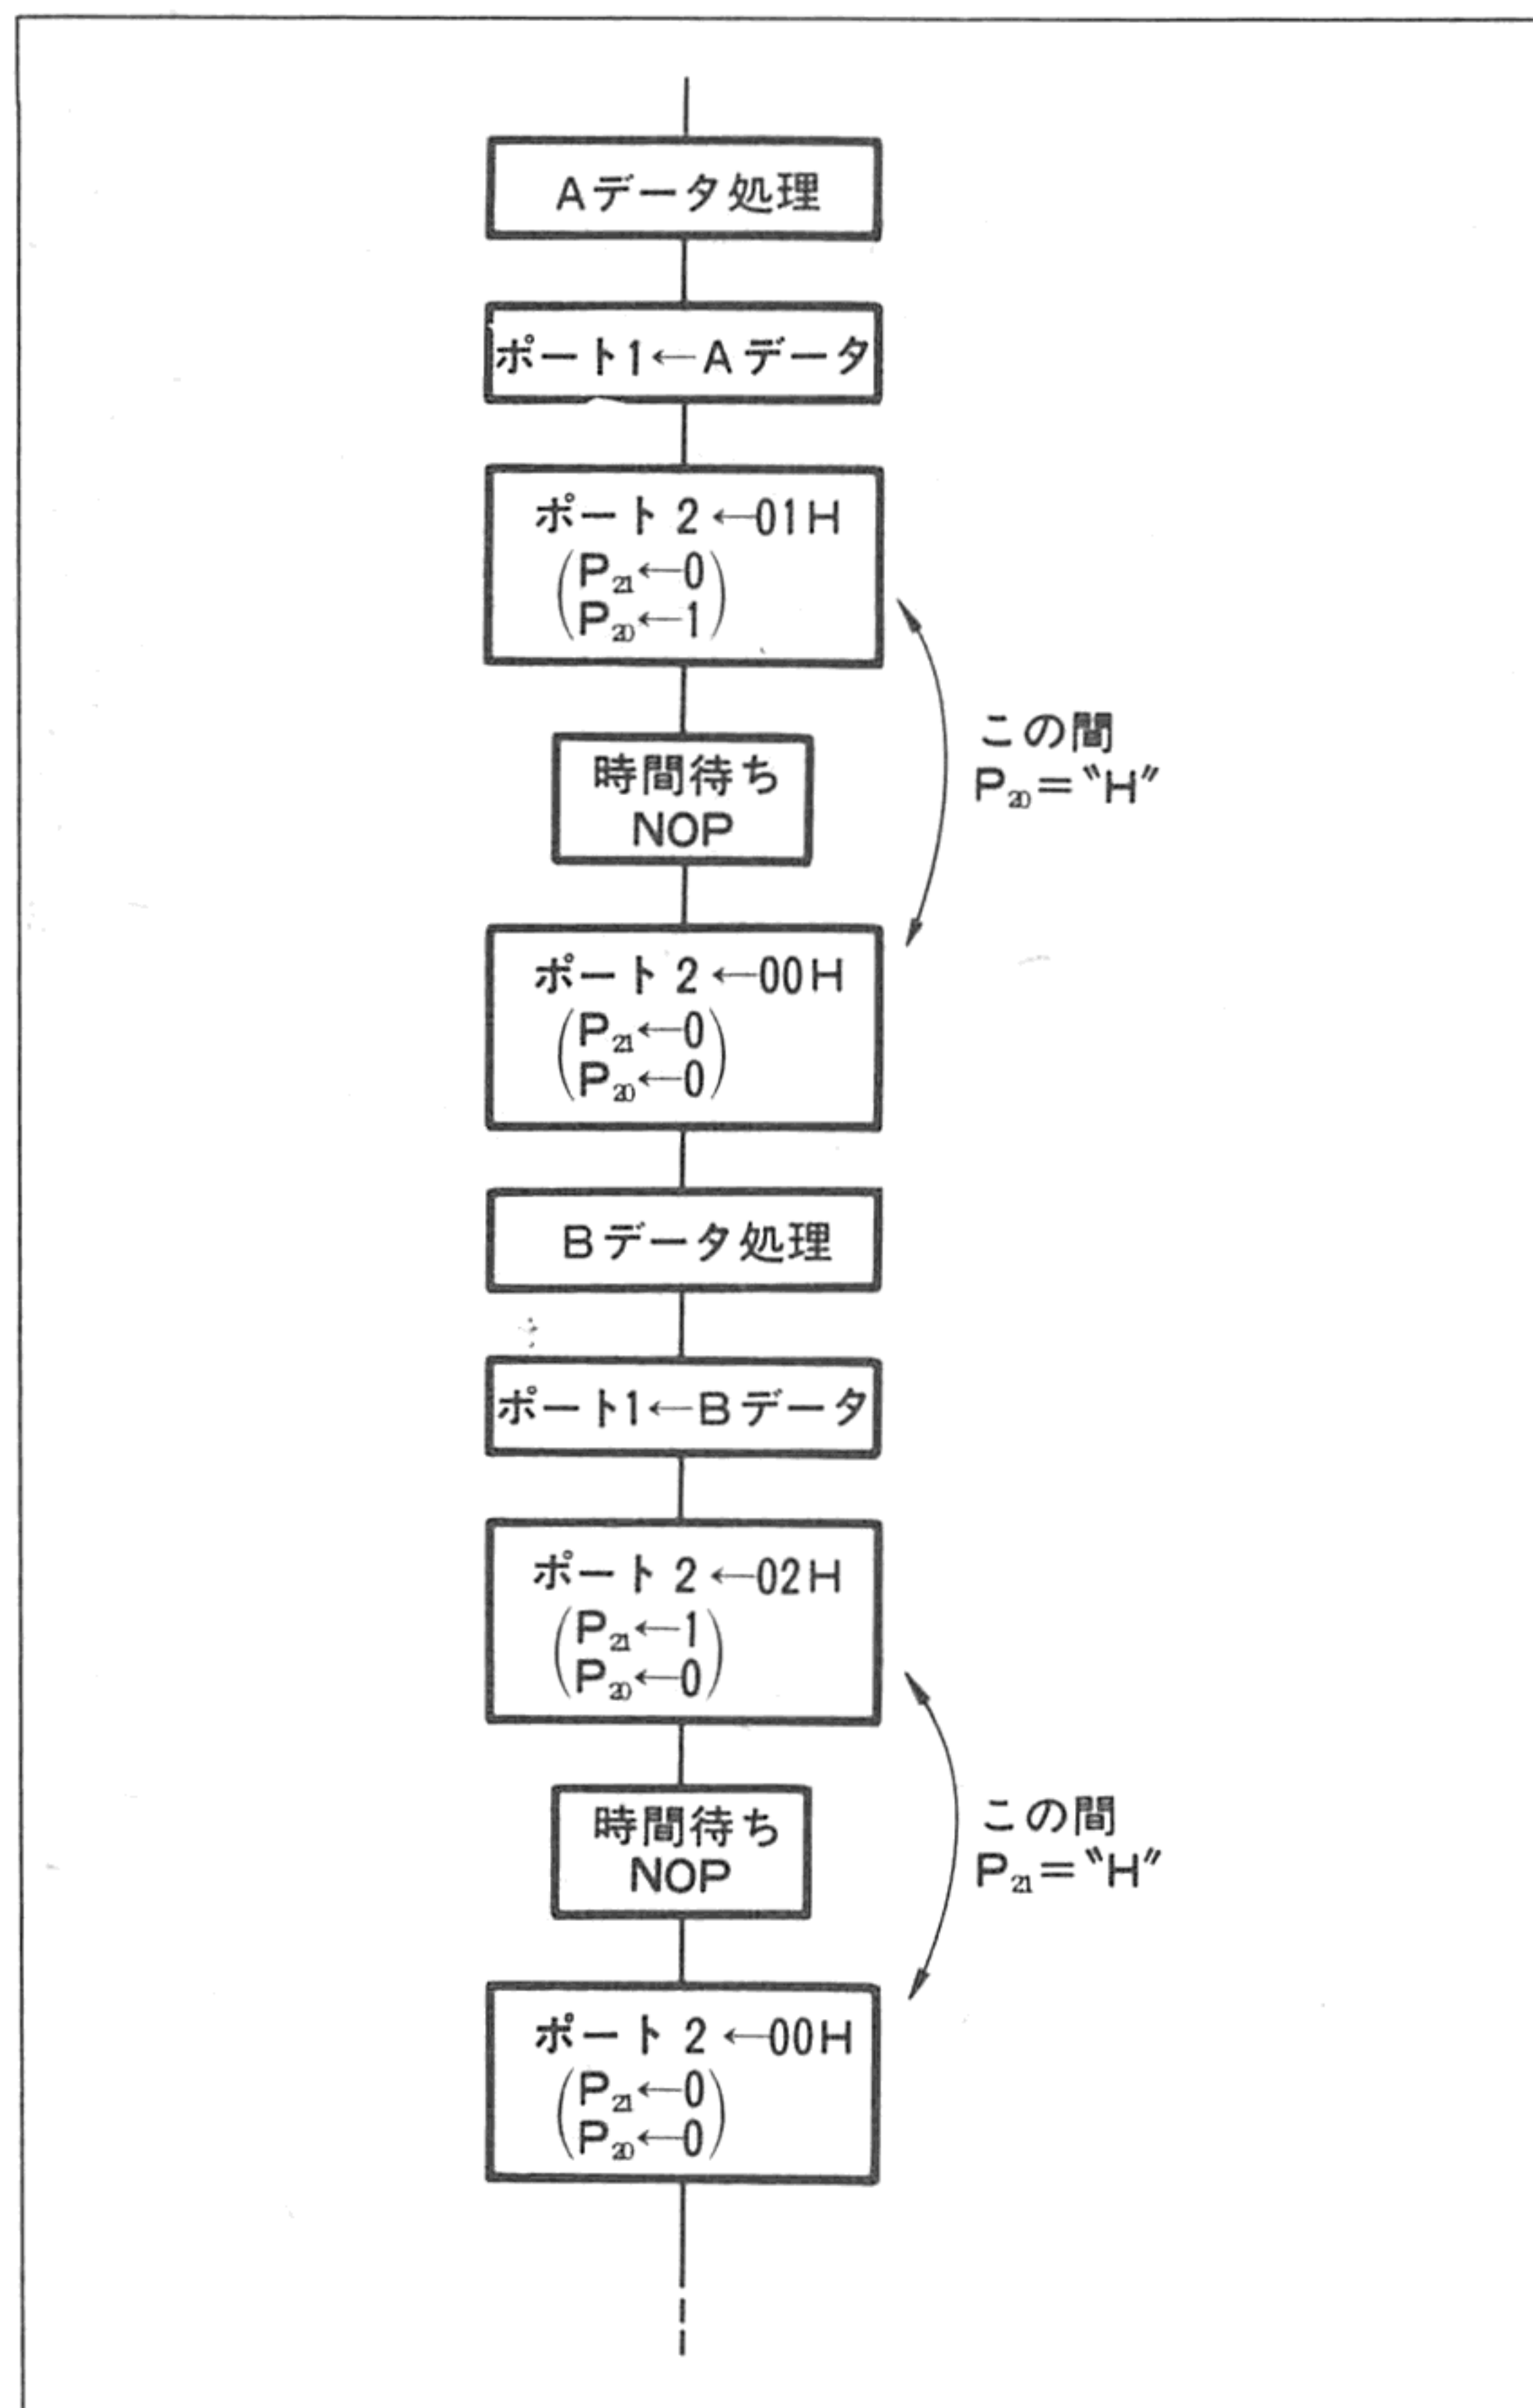 Aデータ処理
ポート1←Aデータ
ポート2←01H
(P₂₁←0
P₂₀←1)
この間
P₂₀=〝H〞
時間待ち
NOP
ポート2←00H
(P₂₁←0
P₂₀←0)
Bデータ処理
ポート1←Bデータ
ポート2←02H
(P₂₁←1
P₂₀←0)
この間
P₂₁=〝H〞
時間待ち
NOP
ポート2←00H
(P₂₁←0
P₂₀←0)